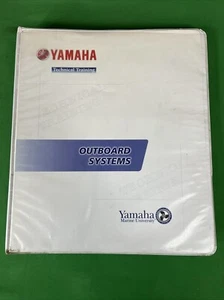 YAMAHA
Technical Training
OUTBOARD
SYSTEMS
Yamaha
Marine University